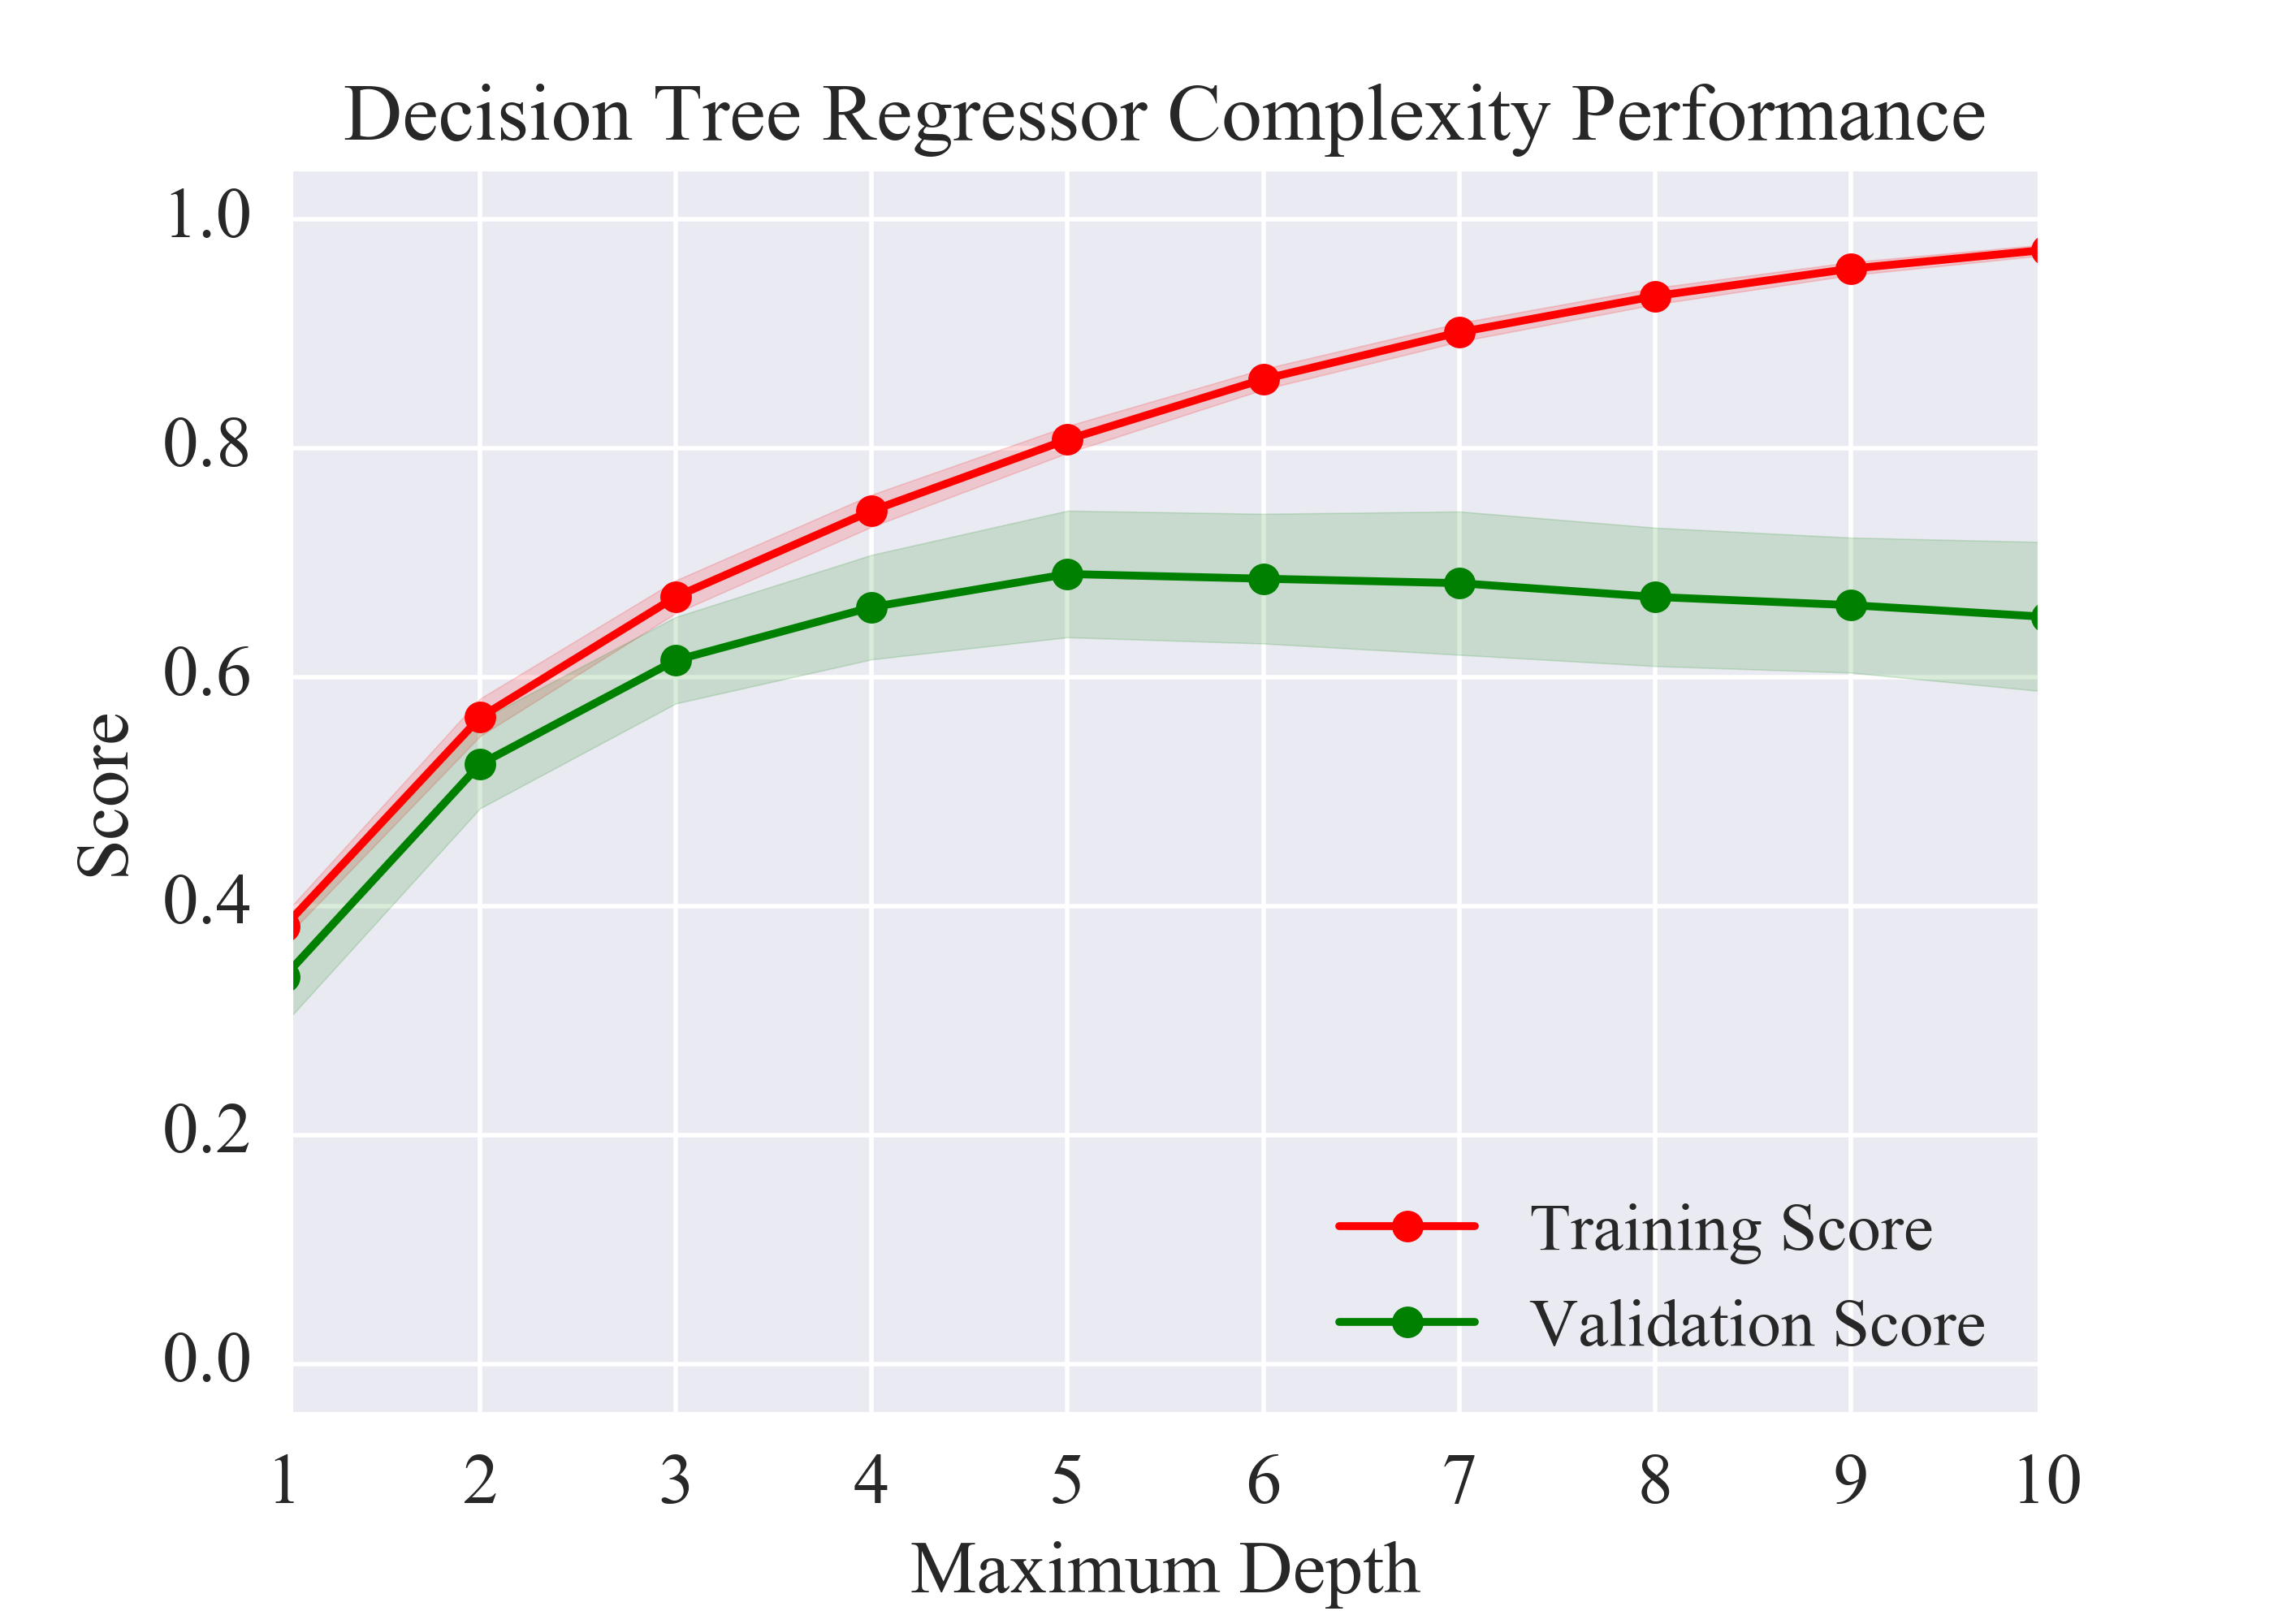 Decision Tree Regressor Complexity Performance
1.0
0.8
0.6
0.4
0.2
0.0
Score
Training Score
Validation Score
1 2 3 4 5 6 7 8 9 10
Maximum Depth